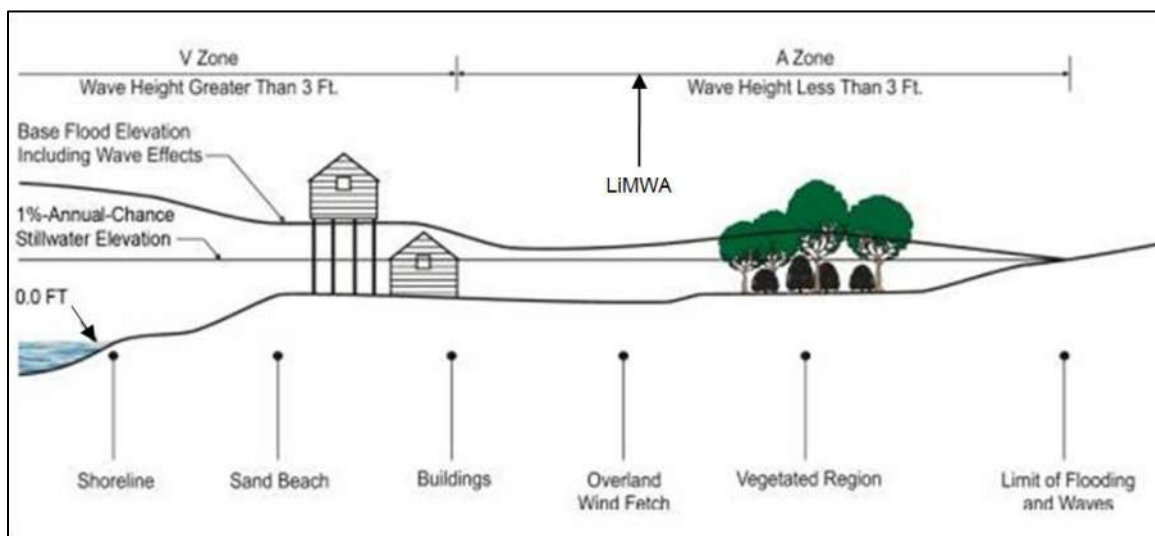 V Zone
Wave Height Greater Than 3 Ft.
A Zone
Wave Height Less Than 3 Ft.
LiMWA
Base Flood Elevation
Including Wave Effects
1%-Annual-Chance
Stillwater Elevation
0.0 FT
Shoreline
Sand Beach
Buildings
Overland
Wind Fetch
Vegetated Region
Limit of Flooding
and Waves